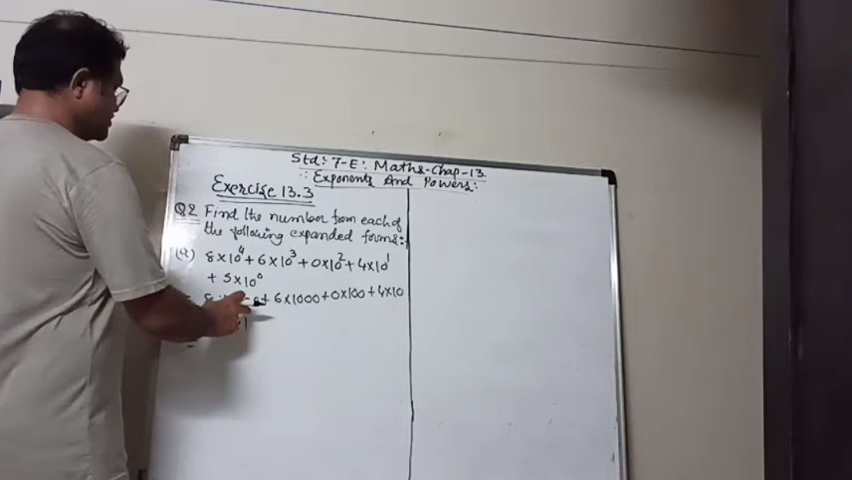 Std: 7-E: Maths-Chap-13.
∴ Exponents And Powers:
Exercise 13.3
Q2 Find the number from each of
the following expanded forms:
(a) 8×10⁴+6×10³+0×10²+4×10¹
+5×10⁰
+6×1000+0×100+4×10